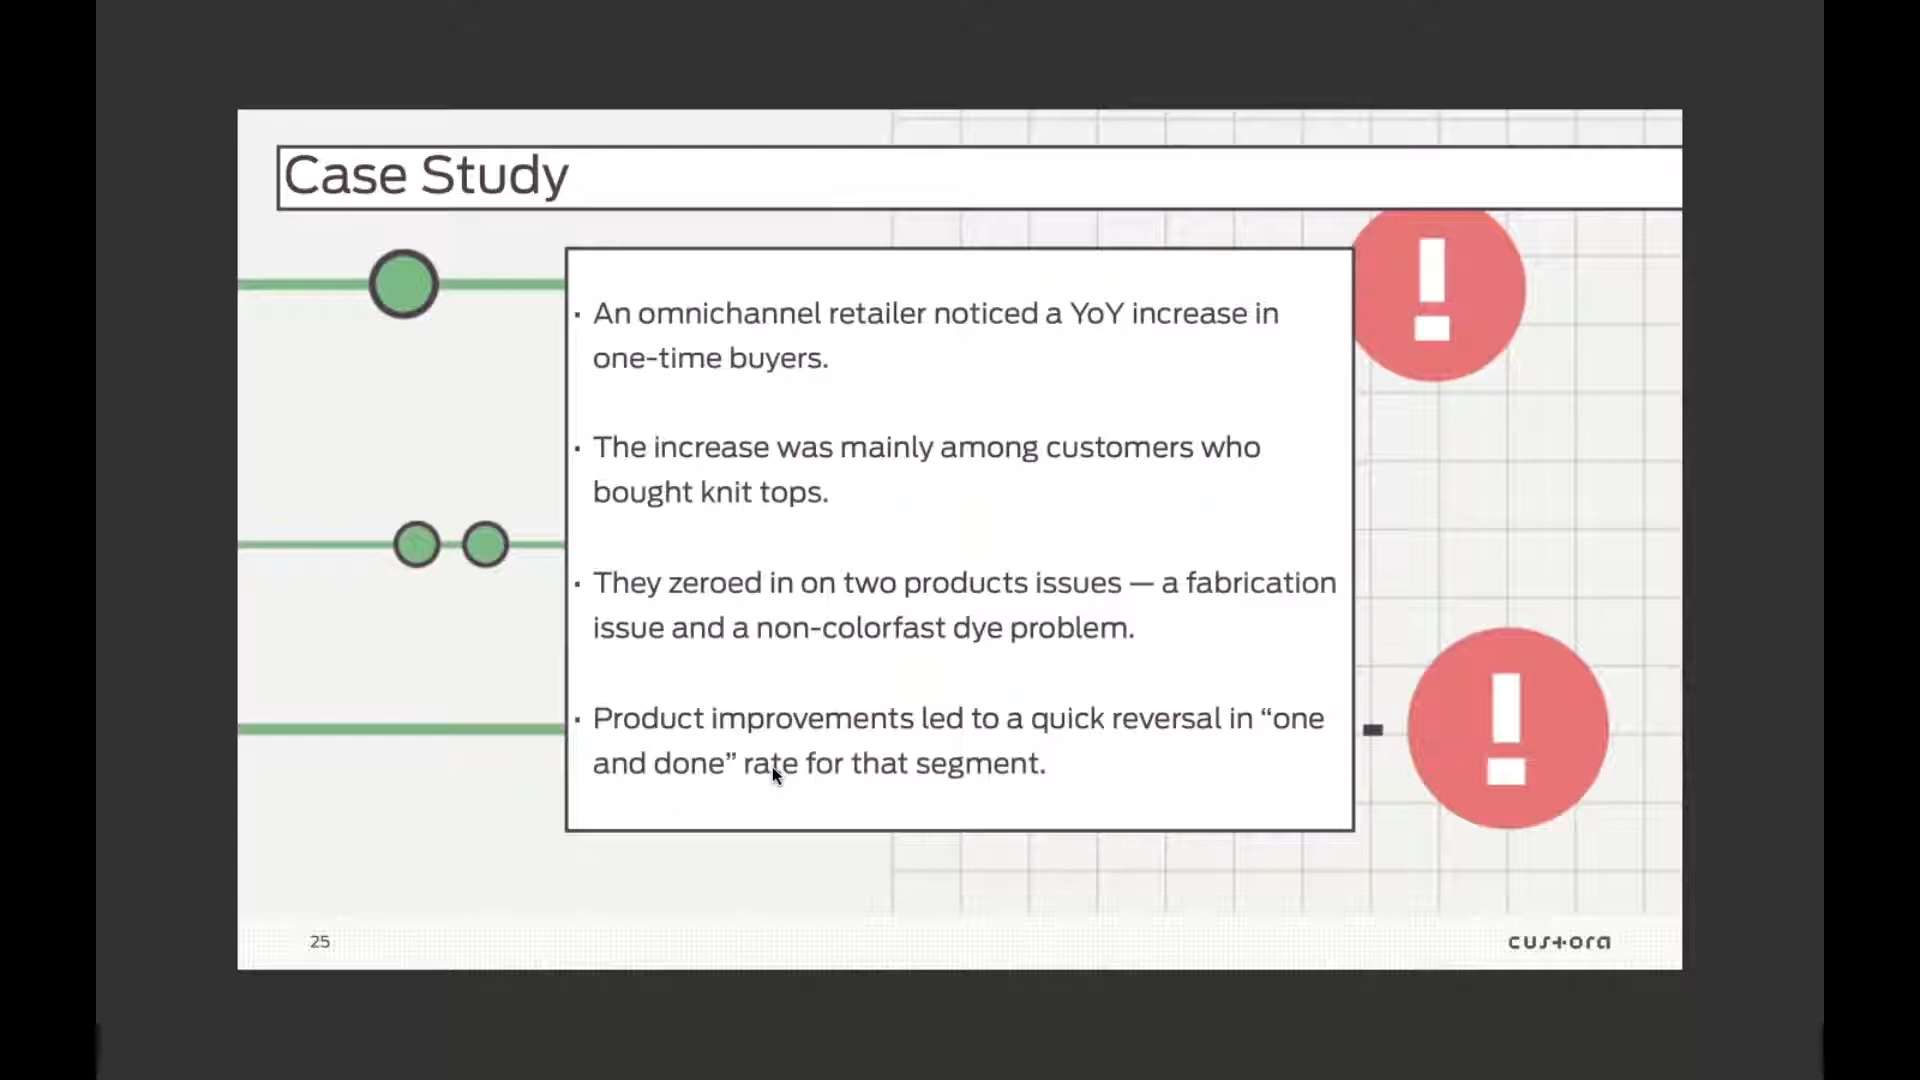 Case Study
· An omnichannel retailer noticed a YoY increase in
one-time buyers.
· The increase was mainly among customers who
bought knit tops.
· They zeroed in on two products issues — a fabrication
issue and a non-colorfast dye problem.
· Product improvements led to a quick reversal in “one
and done” rate for that segment.
25
custora